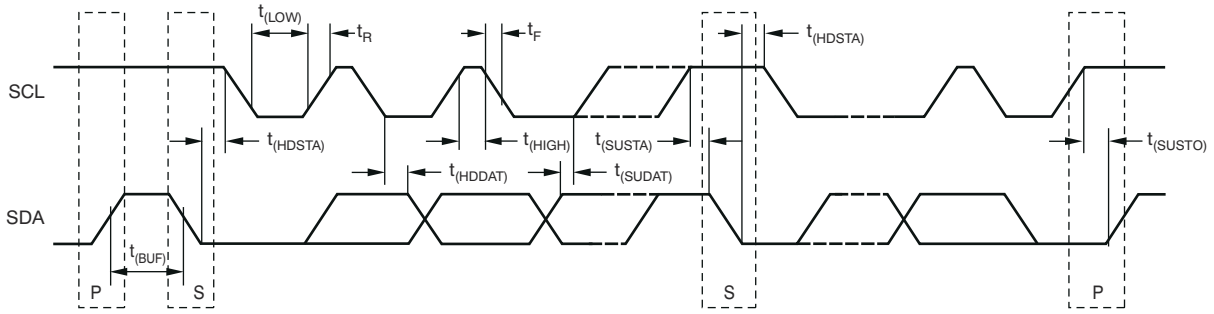 t(LOW)
tR
tF
t(HDSTA)
SCL
t(HDSTA)
t(HIGH)
t(SUSTA)
t(SUSTO)
t(HDDAT)
t(SUDAT)
SDA
t(BUF)
P
S
S
P